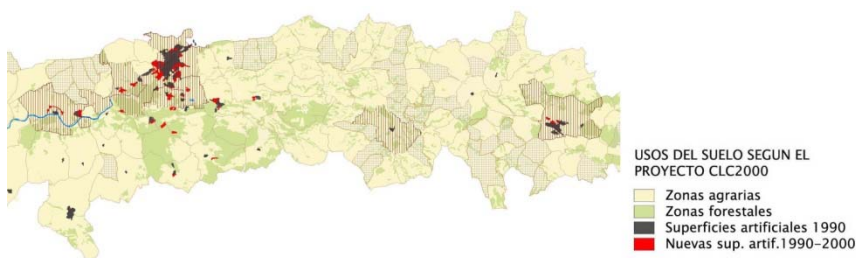 USOS DEL SUELO SEGUN EL
PROYECTO CLC2000
Zonas agrarias
Zonas forestales
Superficies artificiales 1990
Nuevas sup. artif.1990-2000